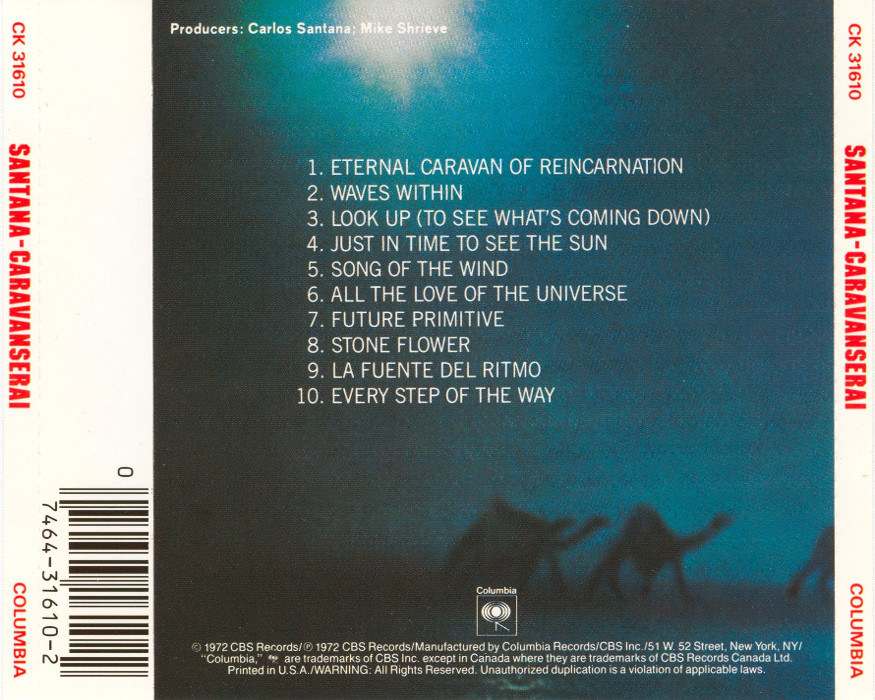 CK 31610
SANTANA-CARAVANSERAI
COLUMBIA
0
7464-31610-2
Producers: Carlos Santana; Mike Shrieve
1. ETERNAL CARAVAN OF REINCARNATION
2. WAVES WITHIN
3. LOOK UP (TO SEE WHAT'S COMING DOWN)
4. JUST IN TIME TO SEE THE SUN
5. SONG OF THE WIND
6. ALL THE LOVE OF THE UNIVERSE
7. FUTURE PRIMITIVE
8. STONE FLOWER
9. LA FUENTE DEL RITMO
10. EVERY STEP OF THE WAY
Columbia
© 1972 CBS Records/℗ 1972 CBS Records/Manufactured by Columbia Records/CBS Inc./51 W. 52 Street, New York, NY/
"Columbia," are trademarks of CBS Inc. except in Canada where they are trademarks of CBS Records Canada Ltd.
Printed in U.S.A./WARNING: All Rights Reserved. Unauthorized duplication is a violation of applicable laws.
CK 31610
SANTANA-CARAVANSERAI
COLUMBIA